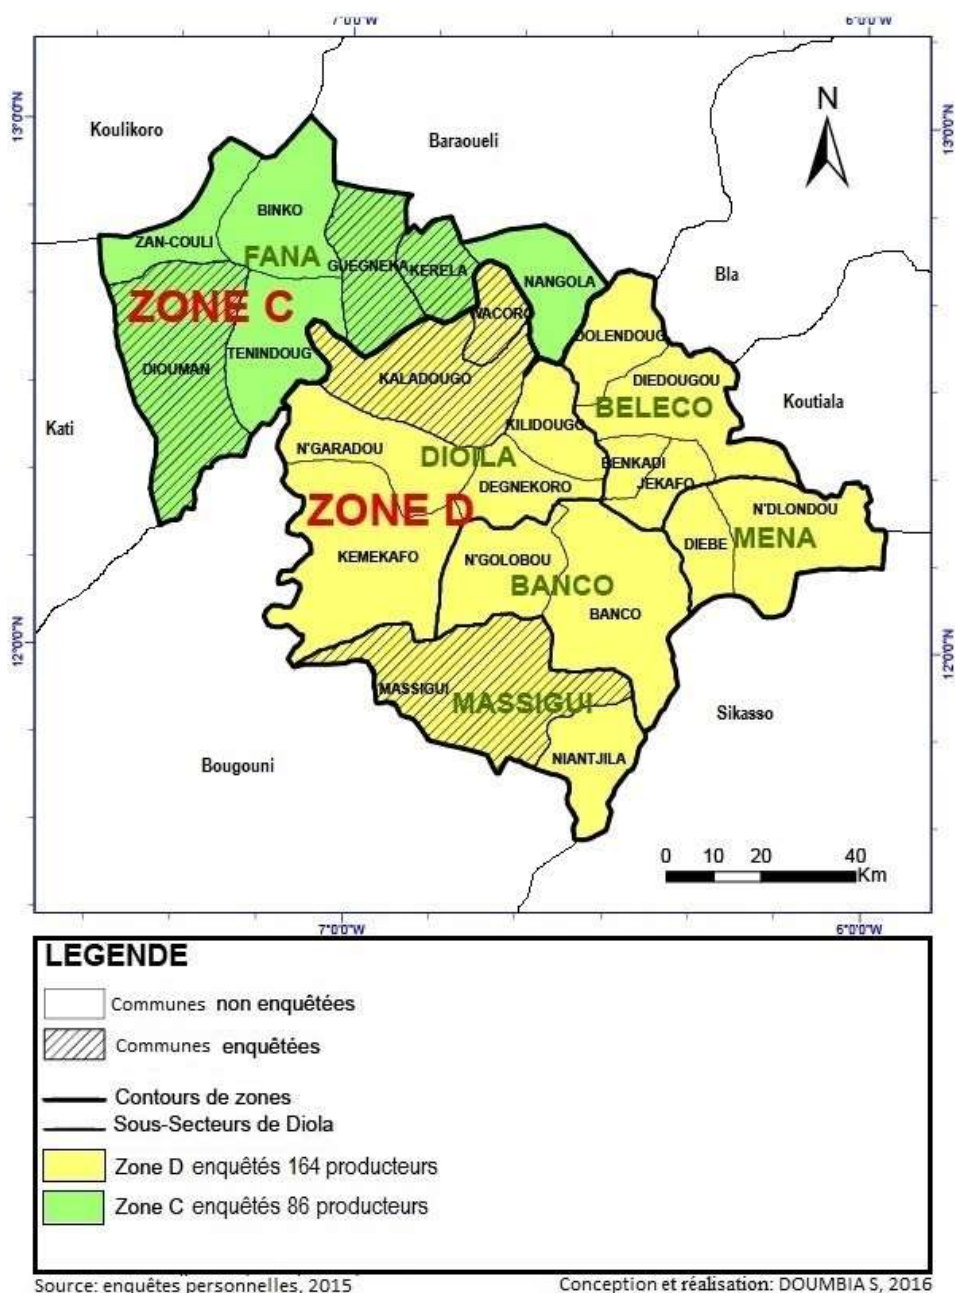 7°0'0"W 6°0'0"W
13°0'0"N
13°0'0"N
N
Koulikoro
Baraoueli
BINKO
ZAN-COULI
FANA
GUEGNEKA
KERELA
NANGOLA
Bla
ZONE C
WACORO
DOLENDOUG
TENINDOUG
DIOUMAN
KALADOUGO
DIEDOUGOU
BELECO
Koutiala
Kati
KILIDOUGO
N'GARADOU
DIOILA
BENKADI
JEKAFO
DEGNEKORO
ZONE D
N'DLONDOU
MENA
DIEBE
KEMEKAFO
N'GOLOBOU
BANCO
BANCO
12°0'0"N
12°0'0"N
MASSIGUI
MASSIGUI
Sikasso
NIANTJILA
Bougouni
0 10 20 40
Km
7°0'0"W 6°0'0"W
LEGENDE
Communes non enquêtées
Communes enquêtées
Contours de zones
Sous-Secteurs de Diola
Zone D enquêtés 164 producteurs
Zone C enquêtés 86 producteurs
Source: enquêtes personnelles, 2015 Conception et réalisation: DOUMBIA S, 2016